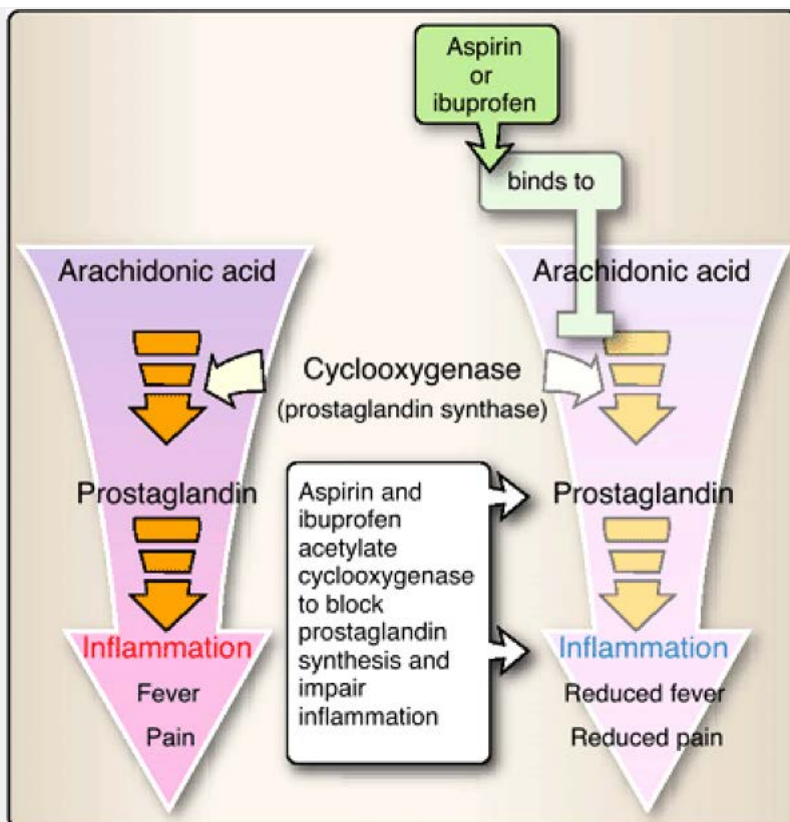 Aspirin
or
ibuprofen
binds to
Arachidonic acid
Arachidonic acid
Cyclooxygenase
(prostaglandin synthase)
Prostaglandin
Aspirin and
ibuprofen
acetylate
cyclooxygenase
to block
prostaglandin
synthesis and
impair
inflammation
Prostaglandin
Inflammation
Fever
Pain
Inflammation
Reduced fever
Reduced pain